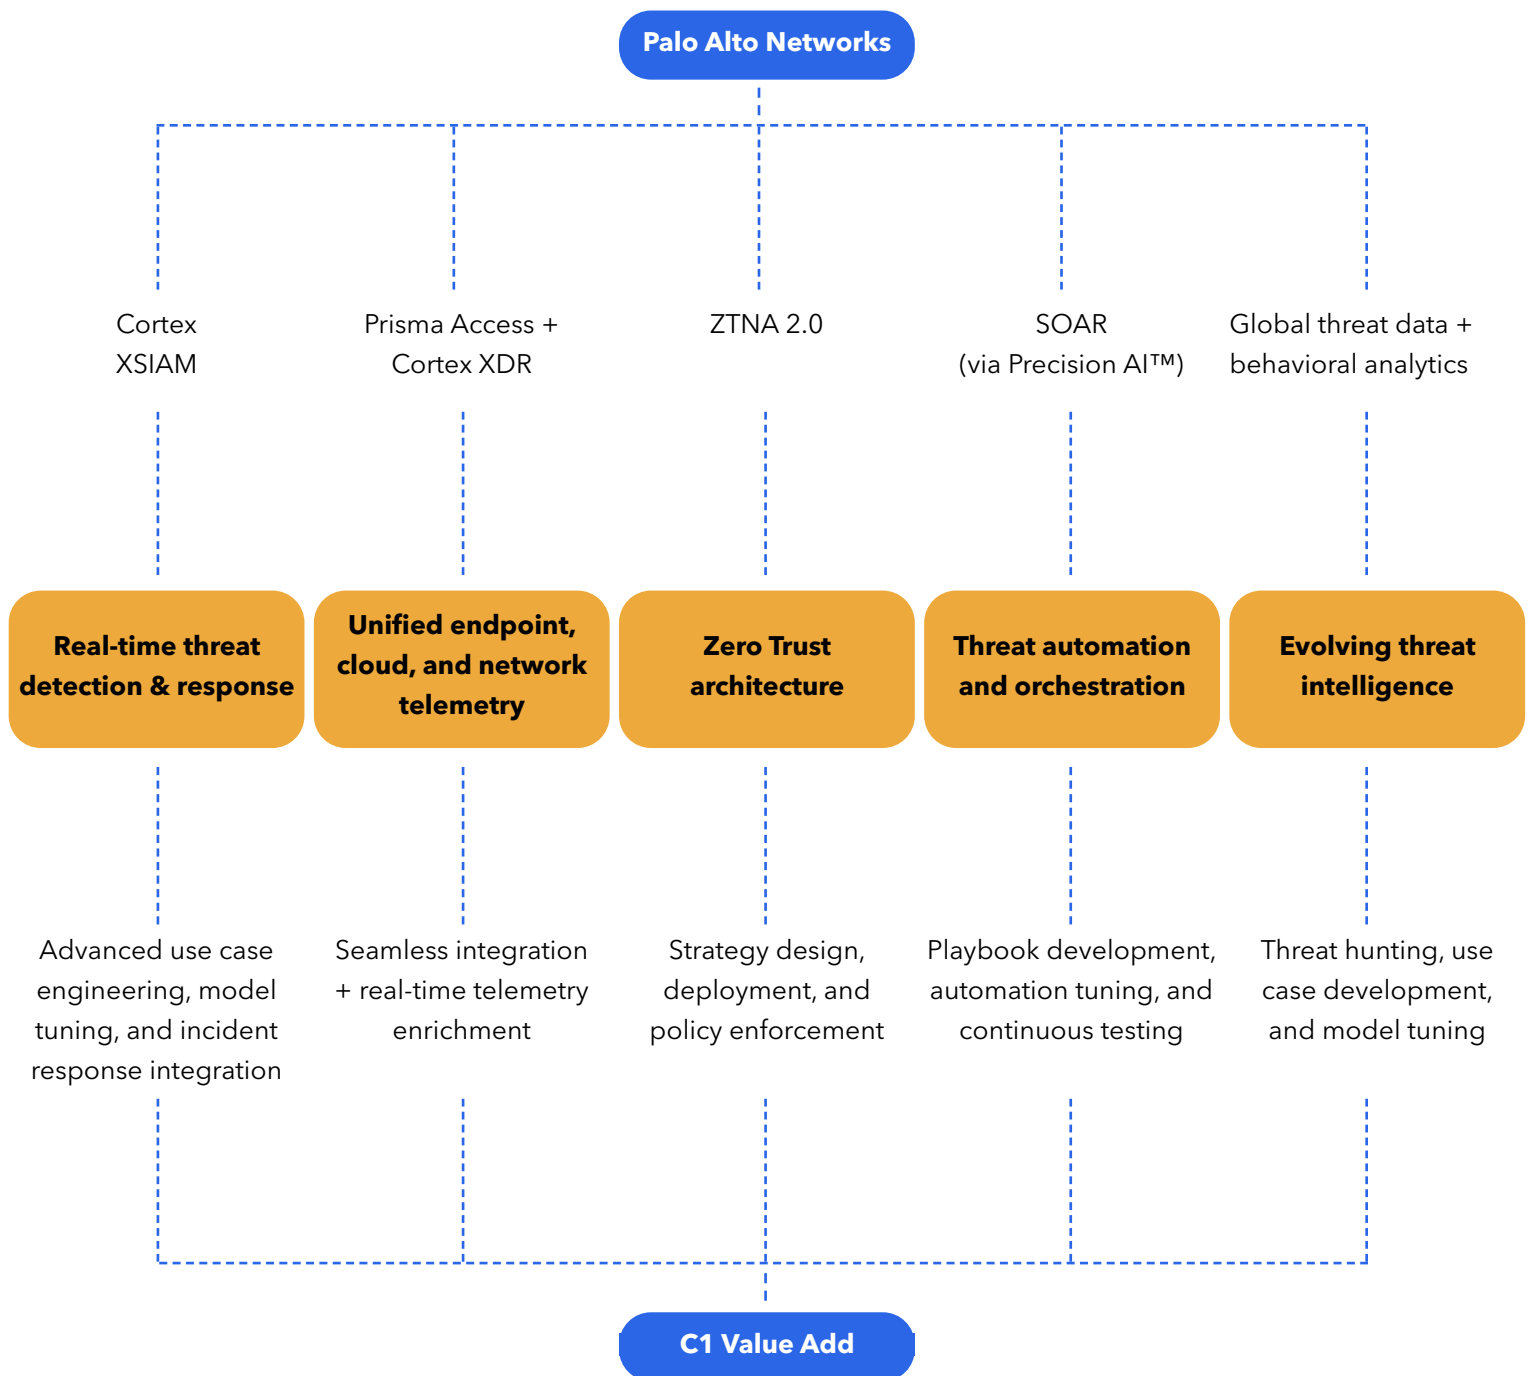 Palo Alto Networks
Cortex
XSIAM
Prisma Access +
Cortex XDR
ZTNA 2.0
SOAR
(via Precision AI™)
Global threat data +
behavioral analytics
Real-time threat
detection & response
Unified endpoint,
cloud, and network
telemetry
Zero Trust
architecture
Threat automation
and orchestration
Evolving threat
intelligence
Advanced use case
engineering, model
tuning, and incident
response integration
Seamless integration
+ real-time telemetry
enrichment
Strategy design,
deployment, and
policy enforcement
Playbook development,
automation tuning, and
continuous testing
Threat hunting, use
case development,
and model tuning
C1 Value Add